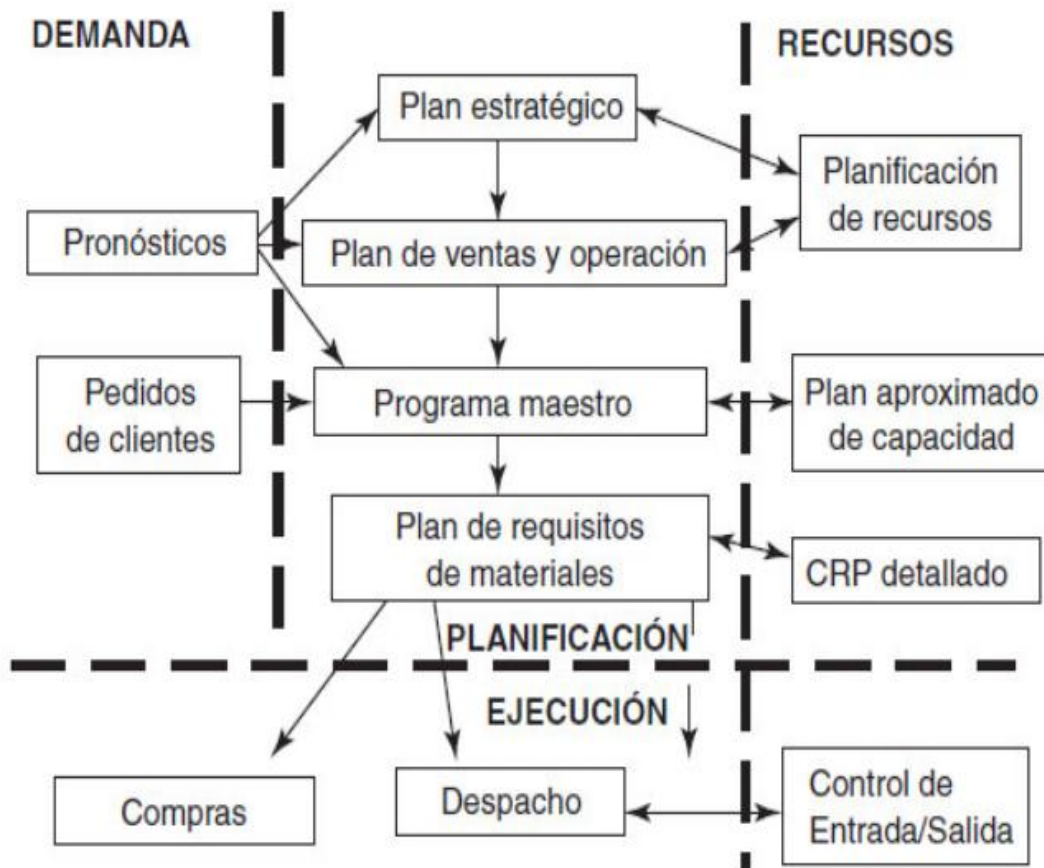 DEMANDA
RECURSOS
Plan estratégico
Planificación
de recursos
Pronósticos
Plan de ventas y operación
Pedidos
de clientes
Programa maestro
Plan aproximado
de capacidad
Plan de requisitos
de materiales
CRP detallado
PLANIFICACIÓN
EJECUCIÓN
Compras
Despacho
Control de
Entrada/Salida